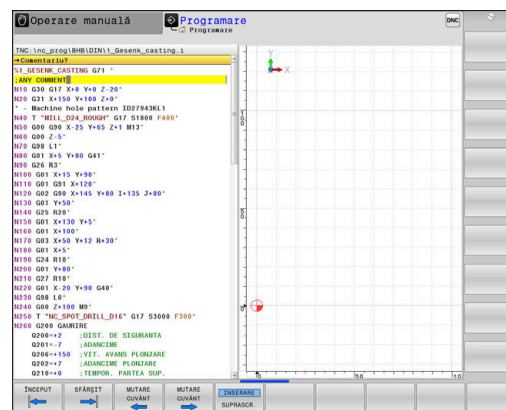 Operare manuală
Programare
Programare
DNC
TNC:\nc_prog\BHB\DIN\1_Gesenk_casting.i
→Comentariu?
%1_GESENK_CASTING G71 *
;ANY COMMENT
N10 G30 G17 X+0 Y+0 Z-20*
N20 G31 X+150 Y+100 Z+0*
* - Machine hole pattern ID27943KL1
N40 T "MILL_D24_ROUGH" G17 S1800 F400*
N50 G00 G90 X-25 Y+65 Z+1 M13*
N60 G00 Z-5*
N70 G98 L1*
N80 G01 X+5 Y+80 G41*
N90 G26 R3*
N100 G01 X+15 Y+90*
N110 G01 G91 X+120*
N120 G02 G90 X+145 Y+80 I+135 J+80*
N130 G01 Y+50*
N140 G25 R20*
N150 G01 X+130 Y+5*
N160 G01 X+100*
N170 G03 X+50 Y+12 R+30*
N180 G01 X+5*
N190 G24 R10*
N200 G01 Y+80*
N210 G27 R10*
N220 G01 X-20 Y+90 G40*
N230 G98 L0*
N240 G00 Z+100 M9*
N250 T "NC_SPOT_DRILL_D16" G17 S3000 F300*
N260 G200 GAURIRE
Q200=+2 ;DIST. DE SIGURANTA
Q201=-7 ;ADANCIME
Q206=+150 ;VIT. AVANS PLONJARE
Q202=+7 ;ADANCIME PLONJARE
Q210=+0 ;TEMPOR. PARTEA SUP.
Y
X
100
50
0
0
50
10
ÎNCEPUT
SFÂRȘIT
MUTARE CUVÂNT
MUTARE CUVÂNT
INSERARE
SUPRASCR.